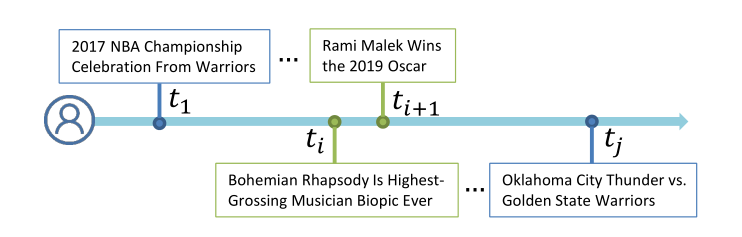 2017 NBA Championship
Celebration From Warriors
...
Rami Malek Wins
the 2019 Oscar
t1
ti+1
ti
tj
Bohemian Rhapsody Is Highest-
Grossing Musician Biopic Ever
...
Oklahoma City Thunder vs.
Golden State Warriors